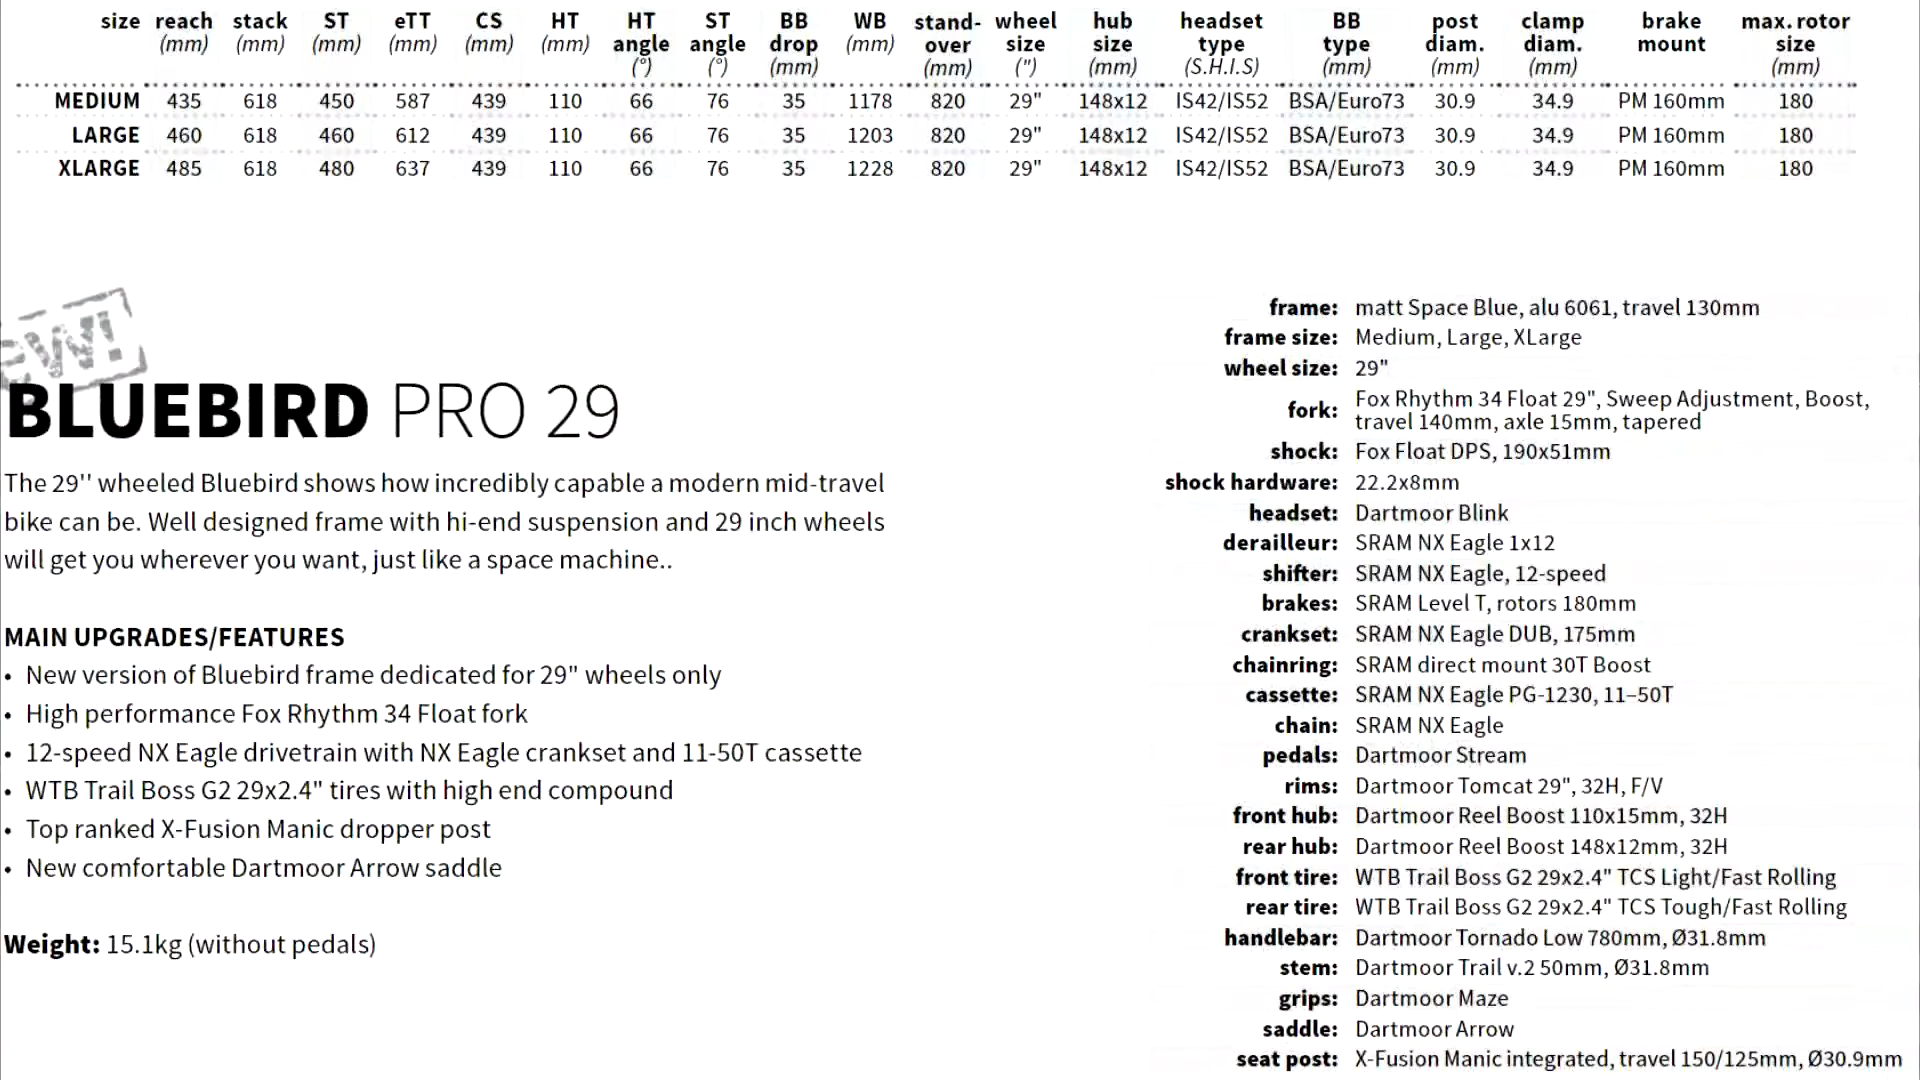 size reach stack ST eTT CS HT HT ST BB WB stand- wheel hub headset BB post clamp brake max. rotor
(mm) (mm) (mm) (mm) (mm) (mm) angle angle drop (mm) over size size type type diam. diam. mount size
(°) (°) (mm) (mm) (") (mm) (S.H.I.S) (mm) (mm) (mm) (mm)
MEDIUM 435 618 450 587 439 110 66 76 35 1178 820 29" 148x12 IS42/IS52 BSA/Euro73 30.9 34.9 PM 160mm 180
LARGE 460 618 460 612 439 110 66 76 35 1203 820 29" 148x12 IS42/IS52 BSA/Euro73 30.9 34.9 PM 160mm 180
XLARGE 485 618 480 637 439 110 66 76 35 1228 820 29" 148x12 IS42/IS52 BSA/Euro73 30.9 34.9 PM 160mm 180
ew!
BLUEBIRD PRO 29
The 29'' wheeled Bluebird shows how incredibly capable a modern mid-travel
bike can be. Well designed frame with hi-end suspension and 29 inch wheels
will get you wherever you want, just like a space machine..
MAIN UPGRADES/FEATURES
• New version of Bluebird frame dedicated for 29" wheels only
• High performance Fox Rhythm 34 Float fork
• 12-speed NX Eagle drivetrain with NX Eagle crankset and 11-50T cassette
• WTB Trail Boss G2 29x2.4" tires with high end compound
• Top ranked X-Fusion Manic dropper post
• New comfortable Dartmoor Arrow saddle
Weight: 15.1kg (without pedals)
frame: matt Space Blue, alu 6061, travel 130mm
frame size: Medium, Large, XLarge
wheel size: 29"
fork: Fox Rhythm 34 Float 29", Sweep Adjustment, Boost,
travel 140mm, axle 15mm, tapered
shock: Fox Float DPS, 190x51mm
shock hardware: 22.2x8mm
headset: Dartmoor Blink
derailleur: SRAM NX Eagle 1x12
shifter: SRAM NX Eagle, 12-speed
brakes: SRAM Level T, rotors 180mm
crankset: SRAM NX Eagle DUB, 175mm
chainring: SRAM direct mount 30T Boost
cassette: SRAM NX Eagle PG-1230, 11–50T
chain: SRAM NX Eagle
pedals: Dartmoor Stream
rims: Dartmoor Tomcat 29", 32H, F/V
front hub: Dartmoor Reel Boost 110x15mm, 32H
rear hub: Dartmoor Reel Boost 148x12mm, 32H
front tire: WTB Trail Boss G2 29x2.4" TCS Light/Fast Rolling
rear tire: WTB Trail Boss G2 29x2.4" TCS Tough/Fast Rolling
handlebar: Dartmoor Tornado Low 780mm, Ø31.8mm
stem: Dartmoor Trail v.2 50mm, Ø31.8mm
grips: Dartmoor Maze
saddle: Dartmoor Arrow
seat post: X-Fusion Manic integrated, travel 150/125mm, Ø30.9mm